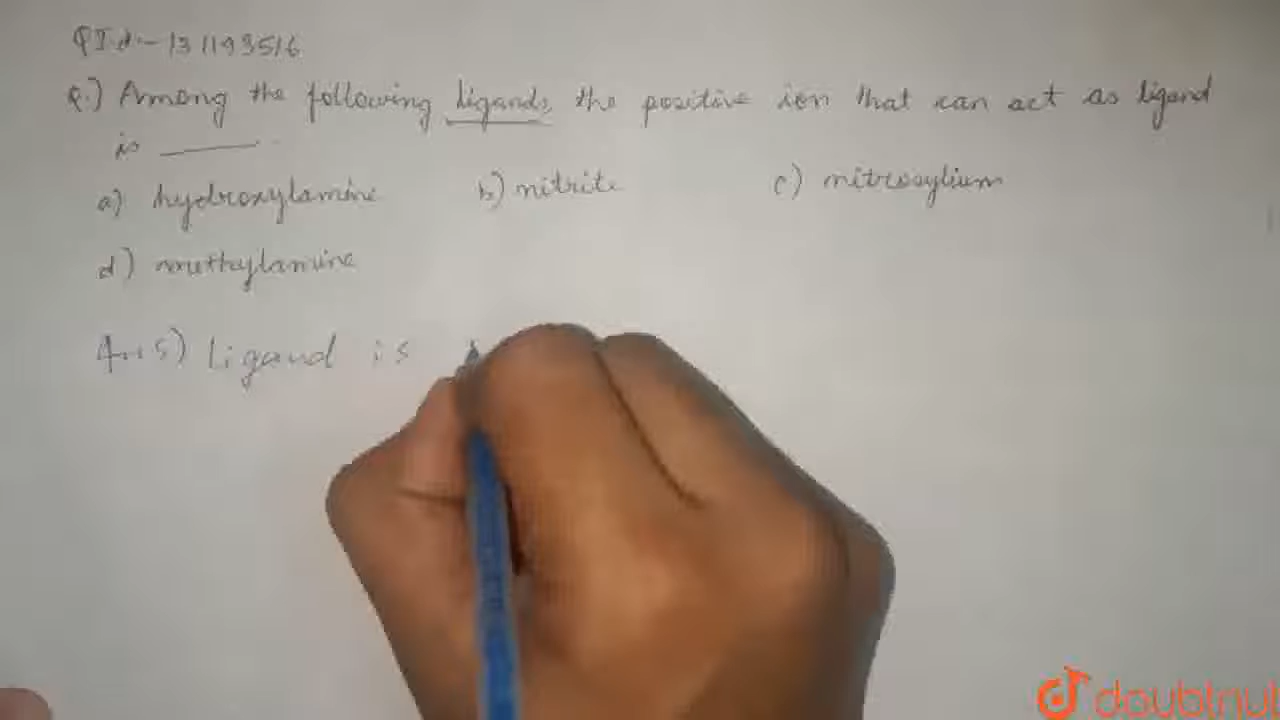 QId:- 131193516
Q.) Among the following ligands, the positive ion that can act as ligand
is ______.
a) hydroxylamine b) nitrite c) nitrosylium
d) methylamine
Ans) Ligand is
doubtnut